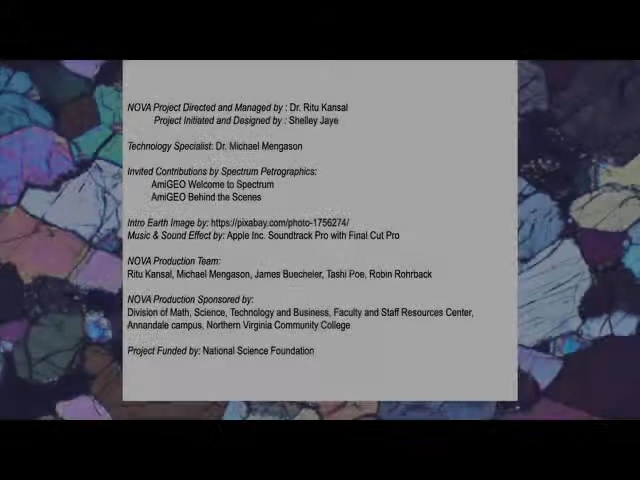 NOVA Project Directed and Managed by : Dr. Ritu Kansal
Project Initiated and Designed by : Shelley Jaye
Technology Specialist: Dr. Michael Mengason
Invited Contributions by Spectrum Petrographics:
AmiGEO Welcome to Spectrum
AmiGEO Behind the Scenes
Intro Earth Image by: https://pixabay.com/photo-1756274/
Music & Sound Effect by: Apple Inc. Soundtrack Pro with Final Cut Pro
NOVA Production Team:
Ritu Kansal, Michael Mengason, James Buecheler, Tashi Poe, Robin Rohrback
NOVA Production Sponsored by:
Division of Math, Science, Technology and Business, Faculty and Staff Resources Center,
Annandale campus, Northern Virginia Community College
Project Funded by: National Science Foundation